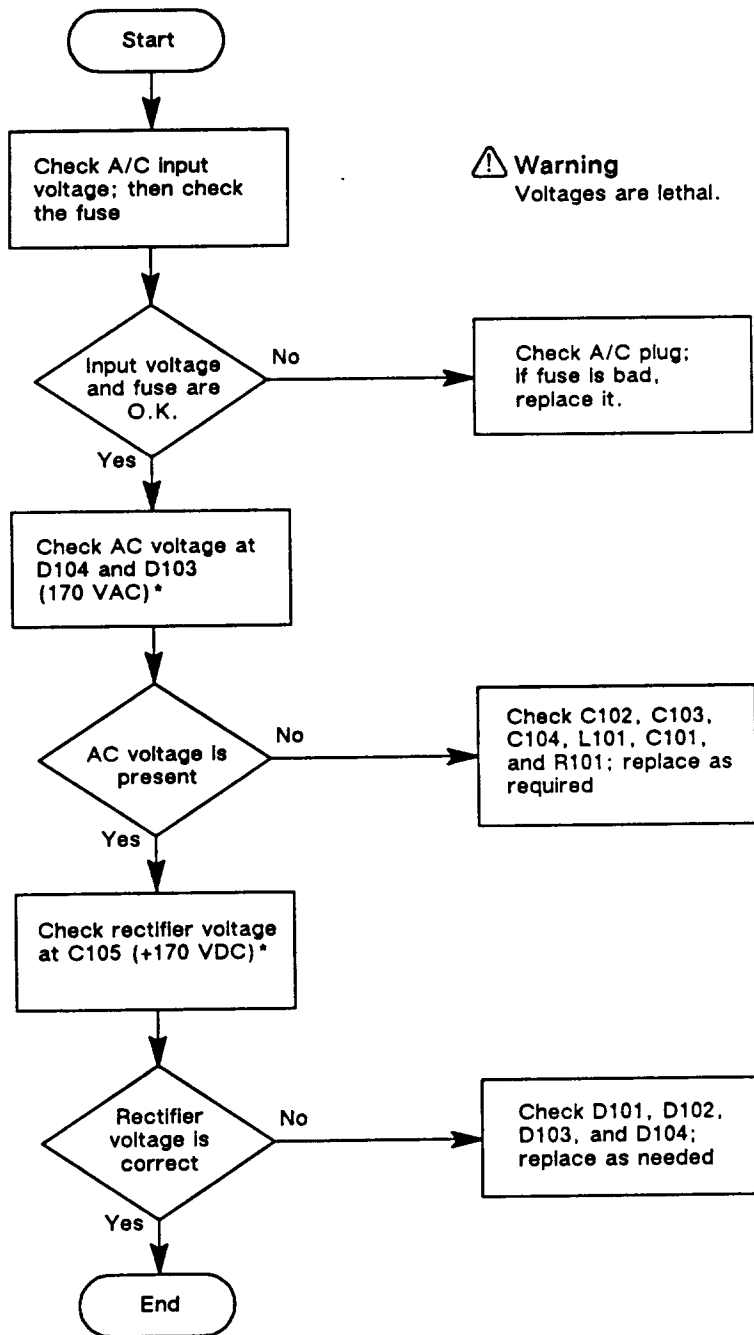 Start
Check A/C input
voltage; then check
the fuse
⚠ Warning
Voltages are lethal.
Input voltage
and fuse are
O.K.
No
Check A/C plug;
if fuse is bad,
replace it.
Yes
Check AC voltage at
D104 and D103
(170 VAC)*
AC voltage is
present
No
Check C102, C103,
C104, L101, C101,
and R101; replace as
required
Yes
Check rectifier voltage
at C105 (+170 VDC)*
Rectifier
voltage is
correct
No
Check D101, D102,
D103, and D104;
replace as needed
Yes
End